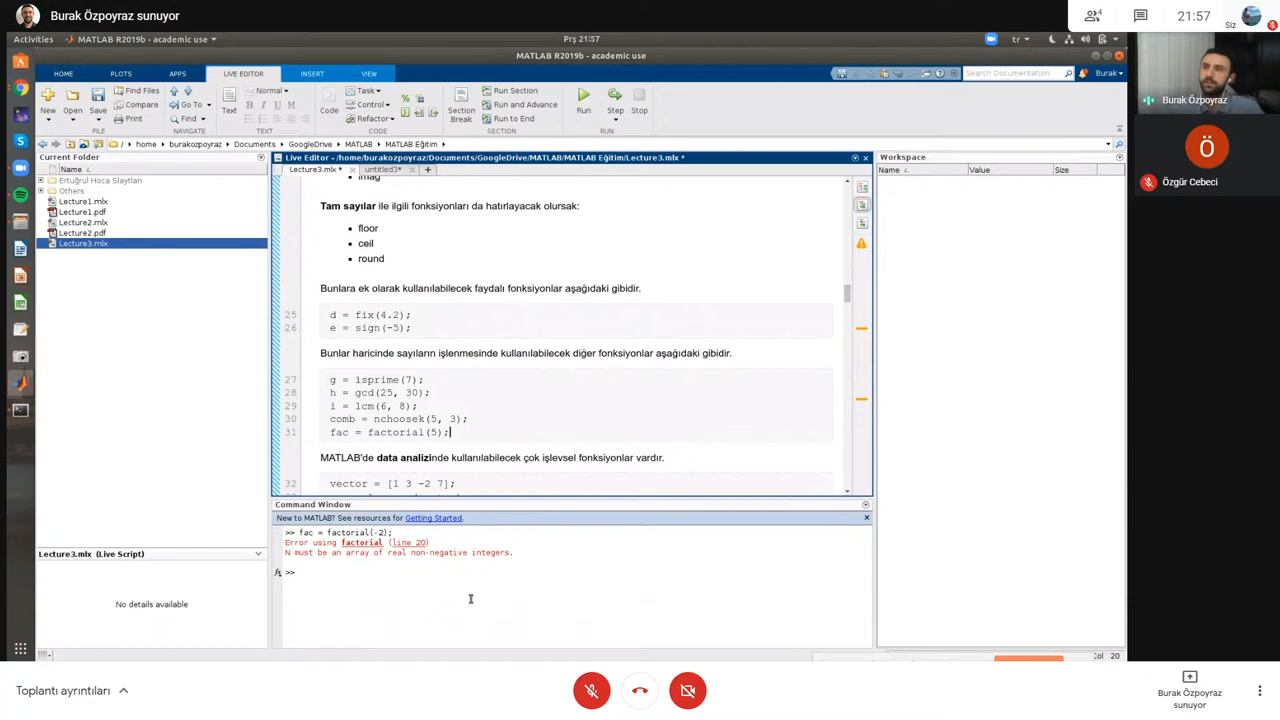 Burak Özpoyraz sunuyor
4
21:57
Siz
Activities
MATLAB R2019b - academic use
Prş 21:57
tr
MATLAB R2019b - academic use
HOME
PLOTS
APPS
LIVE EDITOR
INSERT
VIEW
Search Documentation
Burak
New
Open
Save
Find Files
Compare
Print
Go To
Find
Text
Normal
B I U M
Code
Task
Control
Refactor
Section Break
Run Section
Run and Advance
Run to End
Run
Step
Stop
FILE
NAVIGATE
TEXT
CODE
SECTION
RUN
/ home burakozpoyraz Documents GoogleDrive MATLAB MATLAB Eğitim
Current Folder
Name
Ertuğrul Hoca Slaytları
Others
Lecture1.mlx
Lecture1.pdf
Lecture2.mlx
Lecture2.pdf
Lecture3.mlx
Lecture3.mlx (Live Script)
No details available
Live Editor - /home/burakozpoyraz/Documents/GoogleDrive/MATLAB/MATLAB Eğitim/Lecture3.mlx *
Lecture3.mlx *
untitled3*
imag
Tam sayılar ile ilgili fonksiyonları da hatırlayacak olursak:
floor
ceil
round
Bunlara ek olarak kullanılabilecek faydalı fonksiyonlar aşağıdaki gibidir.
25 d = fix(4.2);
26 e = sign(-5);
Bunlar haricinde sayıların işlenmesinde kullanılabilecek diğer fonksiyonlar aşağıdaki gibidir.
27 g = isprime(7);
28 h = gcd(25, 30);
29 i = lcm(6, 8);
30 comb = nchoosek(5, 3);
31 fac = factorial(5);
MATLAB'de data analizinde kullanılabilecek çok işlevsel fonksiyonlar vardır.
32 vector = [1 3 -2 7];
Command Window
New to MATLAB? See resources for Getting Started.
>> fac = factorial(-2);
Error using factorial (line 20)
N must be an array of real non-negative integers.
fx >>
Workspace
Name
Value
Size
Col 20
Burak Özpoyraz
Ö
Özgür Cebeci
Toplantı ayrıntıları
Burak Özpoyraz
sunuyor